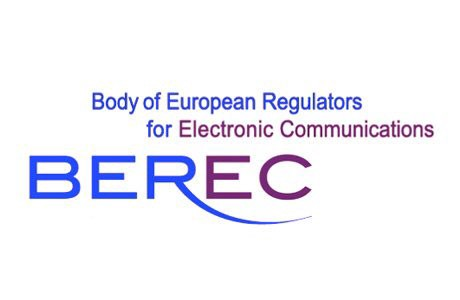 Body of European Regulators
for Electronic Communications
BEREC